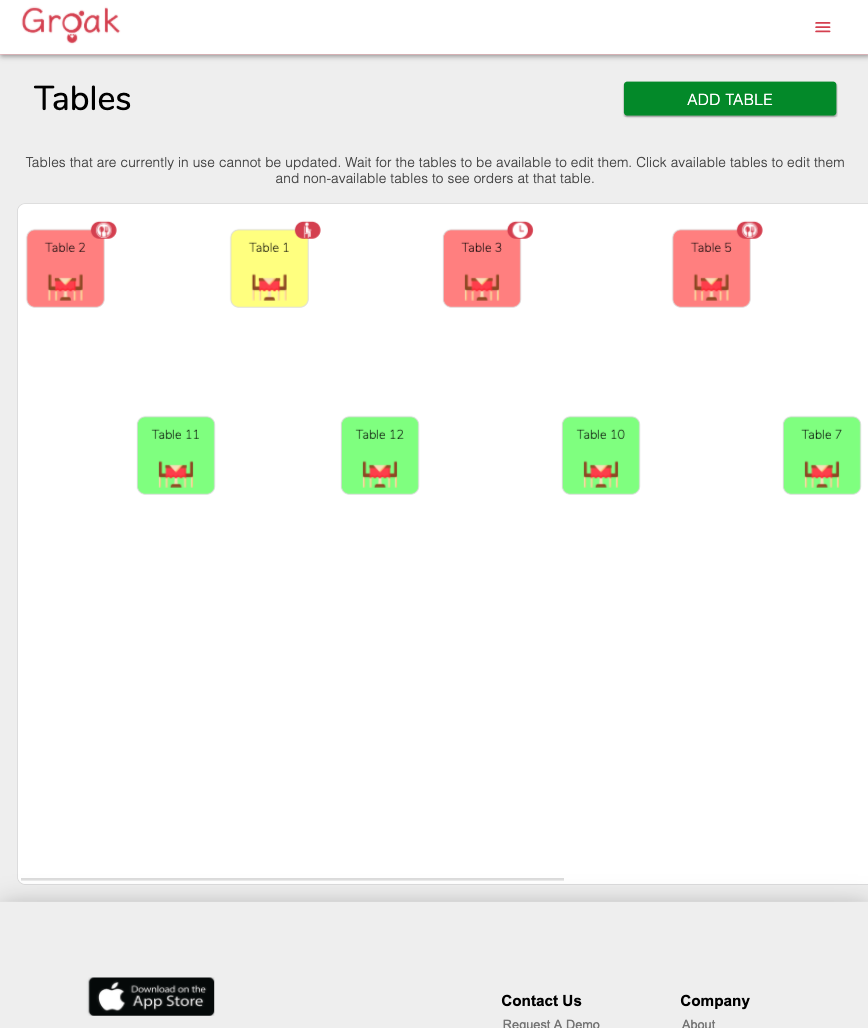 Groak
Tables
ADD TABLE
Tables that are currently in use cannot be updated. Wait for the tables to be available to edit them. Click available tables to edit them
and non-available tables to see orders at that table.
Table 2
Table 1
Table 3
Table 5
Table 11
Table 12
Table 10
Table 7
Download on the
App Store
Contact Us
Company
Request A Demo
About